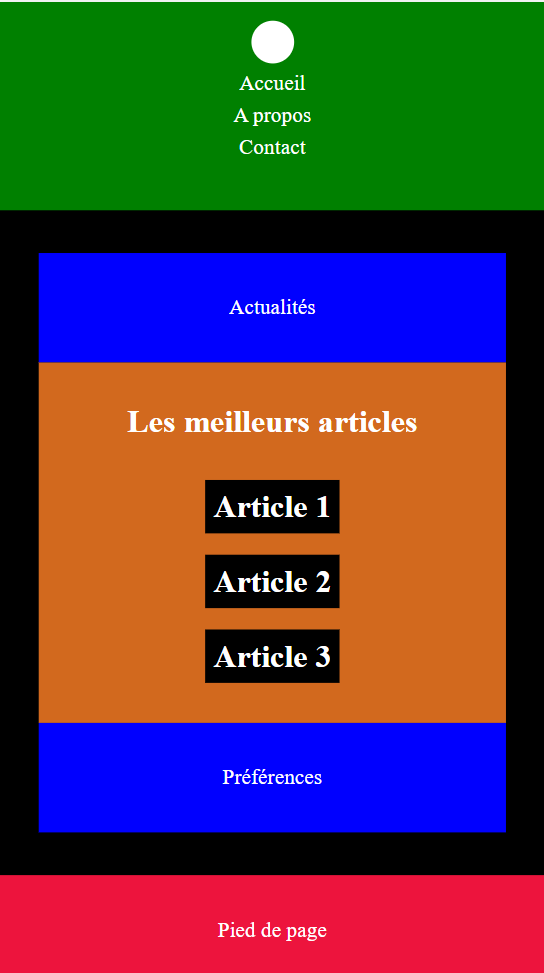 Accueil
A propos
Contact
Actualités
Les meilleurs articles
Article 1
Article 2
Article 3
Préférences
Pied de page